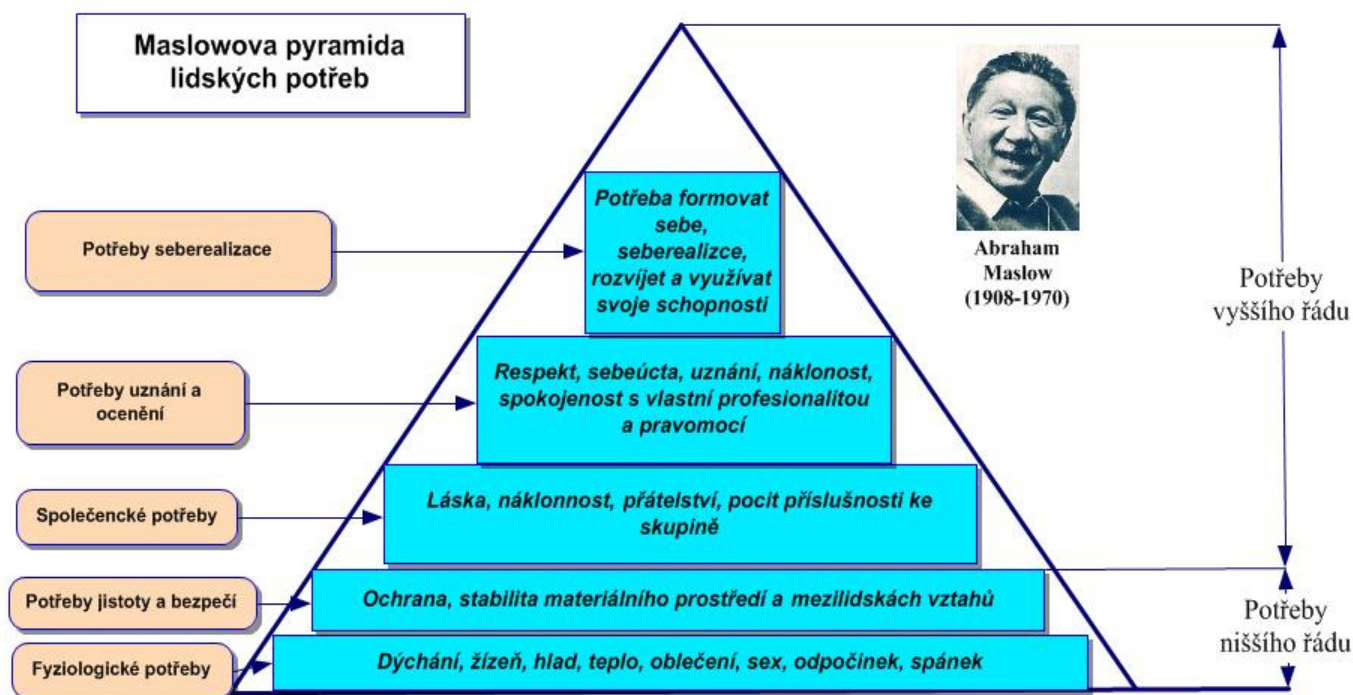 Maslowova pyramida
lidských potřeb
Abraham
Maslow
(1908-1970)
Potřeby
vyššího řádu
Potřeby seberealizace
Potřeba formovat
sebe,
seberealizce,
rozvíjet a využívat
svoje schopnosti
Potřeby uznání a
ocenění
Respekt, sebeúcta, uznání, náklonost,
spokojenost s vlastní profesionalitou
a pravomocí
Společencké potřeby
Láska, náklonnost, přátelství, pocit příslušnosti ke
skupině
Potřeby jistoty a bezpečí
Ochrana, stabilita materiálního prostředí a mezilidskách vztahů
Potřeby
niššího řádu
Fyziologické potřeby
Dýchání, žízeň, hlad, teplo, oblečení, sex, odpočinek, spánek